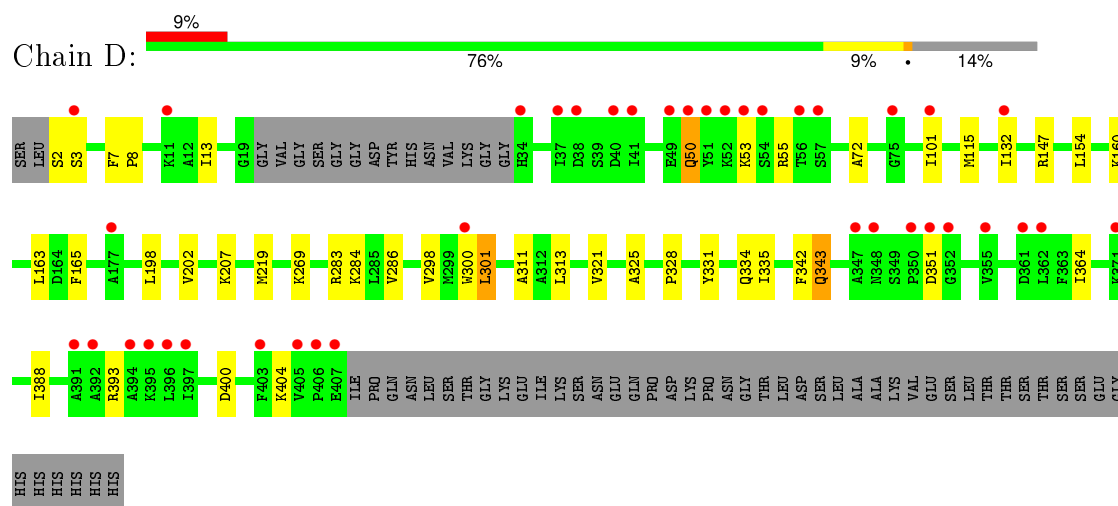 9%
Chain D:
76% 9% • 14%
SER LEU S2 S3 F7 P8 K11 A12 I13 G19 GLY VAL GLY SER GLY GLY ASP TYR HIS ASN VAL LYS GLY GLY H34 I37 D38 S39 D40 I41 E49 Q50 Y51 K52 K53 S54 R55 T56 S57 A72 G75 I101 M115 I132 R147 L154 K160
L163 D164 F165 A177 L198 V202 K207 M219 K269 R283 K284 L285 V286 V298 M299 W300 L301 A311 A312 L313 V321 A325 P328 Y331 Q334 I335 F342 Q343 A347 N348 S349 P350 D351 G352 V355 D361 L362 F363 I364 K371
I388 A391 A392 R393 A394 K395 L396 I397 D400 F403 K404 V405 P406 E407 ILE PRO GLN ASN LEU SER THR GLY LYS GLU ILE LYS SER ASN GLU GLN PRO ASP LYS PRO ASN GLY THR LEU ASP SER LEU ALA ALA LYS VAL GLU SER LEU THR THR SER THR SER SER GLU GLY
HIS HIS HIS HIS HIS HIS